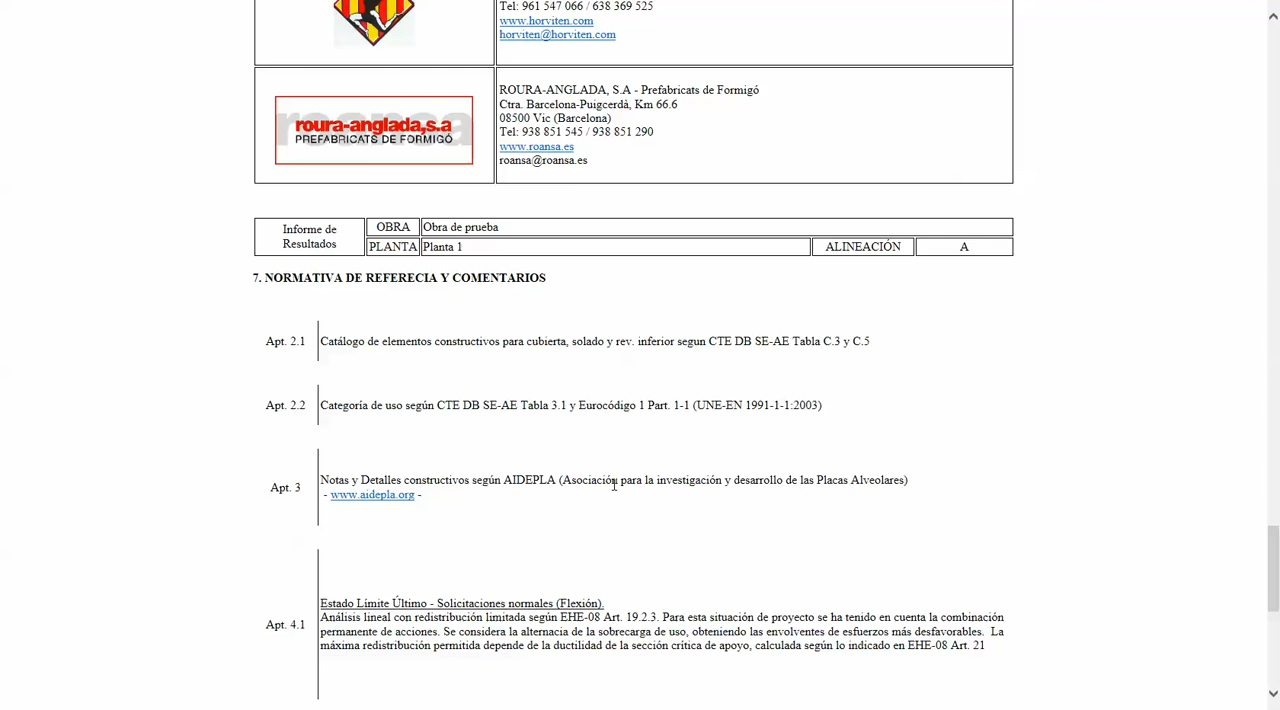 Tel: 961 547 066 / 638 369 525
www.horviten.com
horviten@horviten.com
roura-anglada,s.a
PREFABRICATS DE FORMIGÓ
ROURA-ANGLADA, S.A - Prefabricats de Formigó
Ctra. Barcelona-Puigcerdà, Km 66.6
08500 Vic (Barcelona)
Tel: 938 851 545 / 938 851 290
www.roansa.es
roansa@roansa.es
Informe de
Resultados
OBRA Obra de prueba
PLANTA Planta 1 ALINEACIÓN A
7. NORMATIVA DE REFERECIA Y COMENTARIOS
Apt. 2.1 Catálogo de elementos constructivos para cubierta, solado y rev. inferior segun CTE DB SE-AE Tabla C.3 y C.5
Apt. 2.2 Categoría de uso según CTE DB SE-AE Tabla 3.1 y Eurocódigo 1 Part. 1-1 (UNE-EN 1991-1-1:2003)
Apt. 3 Notas y Detalles constructivos según AIDEPLA (Asociación para la investigación y desarrollo de las Placas Alveolares)
- www.aidepla.org -
Estado Límite Último - Solicitaciones normales (Flexión).
Apt. 4.1 Análisis lineal con redistribución limitada según EHE-08 Art. 19.2.3. Para esta situación de proyecto se ha tenido en cuenta la combinación
permanente de acciones. Se considera la alternacia de la sobrecarga de uso, obteniendo las envolventes de esfuerzos más desfavorables. La
máxima redistribución permitida depende de la ductilidad de la sección crítica de apoyo, calculada según lo indicado en EHE-08 Art. 21